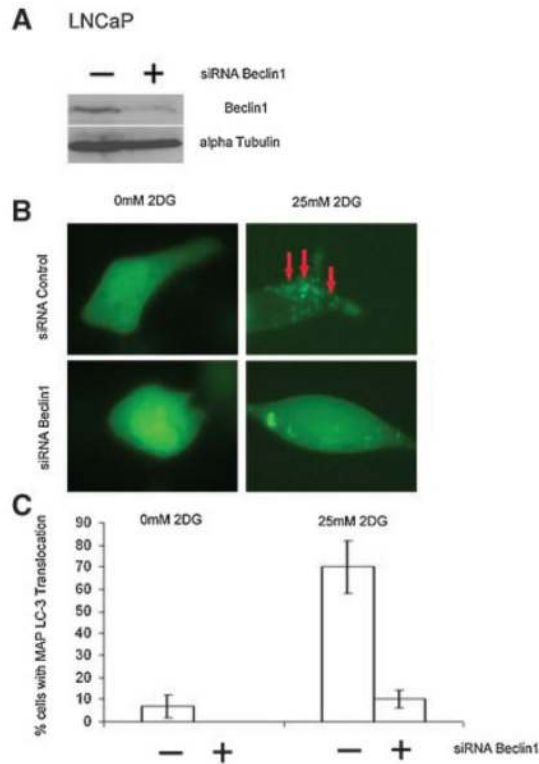 A LNCaP
− + siRNA Beclin1
Beclin1
alpha Tubulin
B
0mM 2DG 25mM 2DG
siRNA Control
siRNA Beclin1
C
0mM 2DG 25mM 2DG
% cells with MAP LC-3 Translocation
90
80
70
60
50
40
30
20
10
0
− + − + siRNA Beclin1